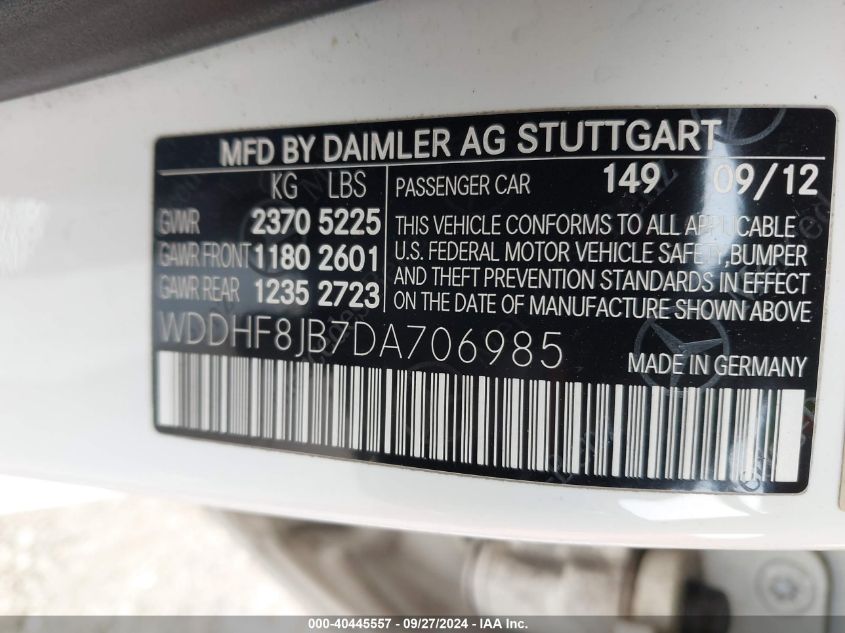 MFD BY DAIMLER AG STUTTGART
KG LBS
GVWR 2370 5225
GAWR FRONT 1180 2601
GAWR REAR 1235 2723
PASSENGER CAR 149 09/12
THIS VEHICLE CONFORMS TO ALL APPLICABLE
U.S. FEDERAL MOTOR VEHICLE SAFETY, BUMPER
AND THEFT PREVENTION STANDARDS IN EFFECT
ON THE DATE OF MANUFACTURE SHOWN ABOVE
WDDHF8JB7DA706985
MADE IN GERMANY
000-40445557 - 09/27/2024 - IAA Inc.